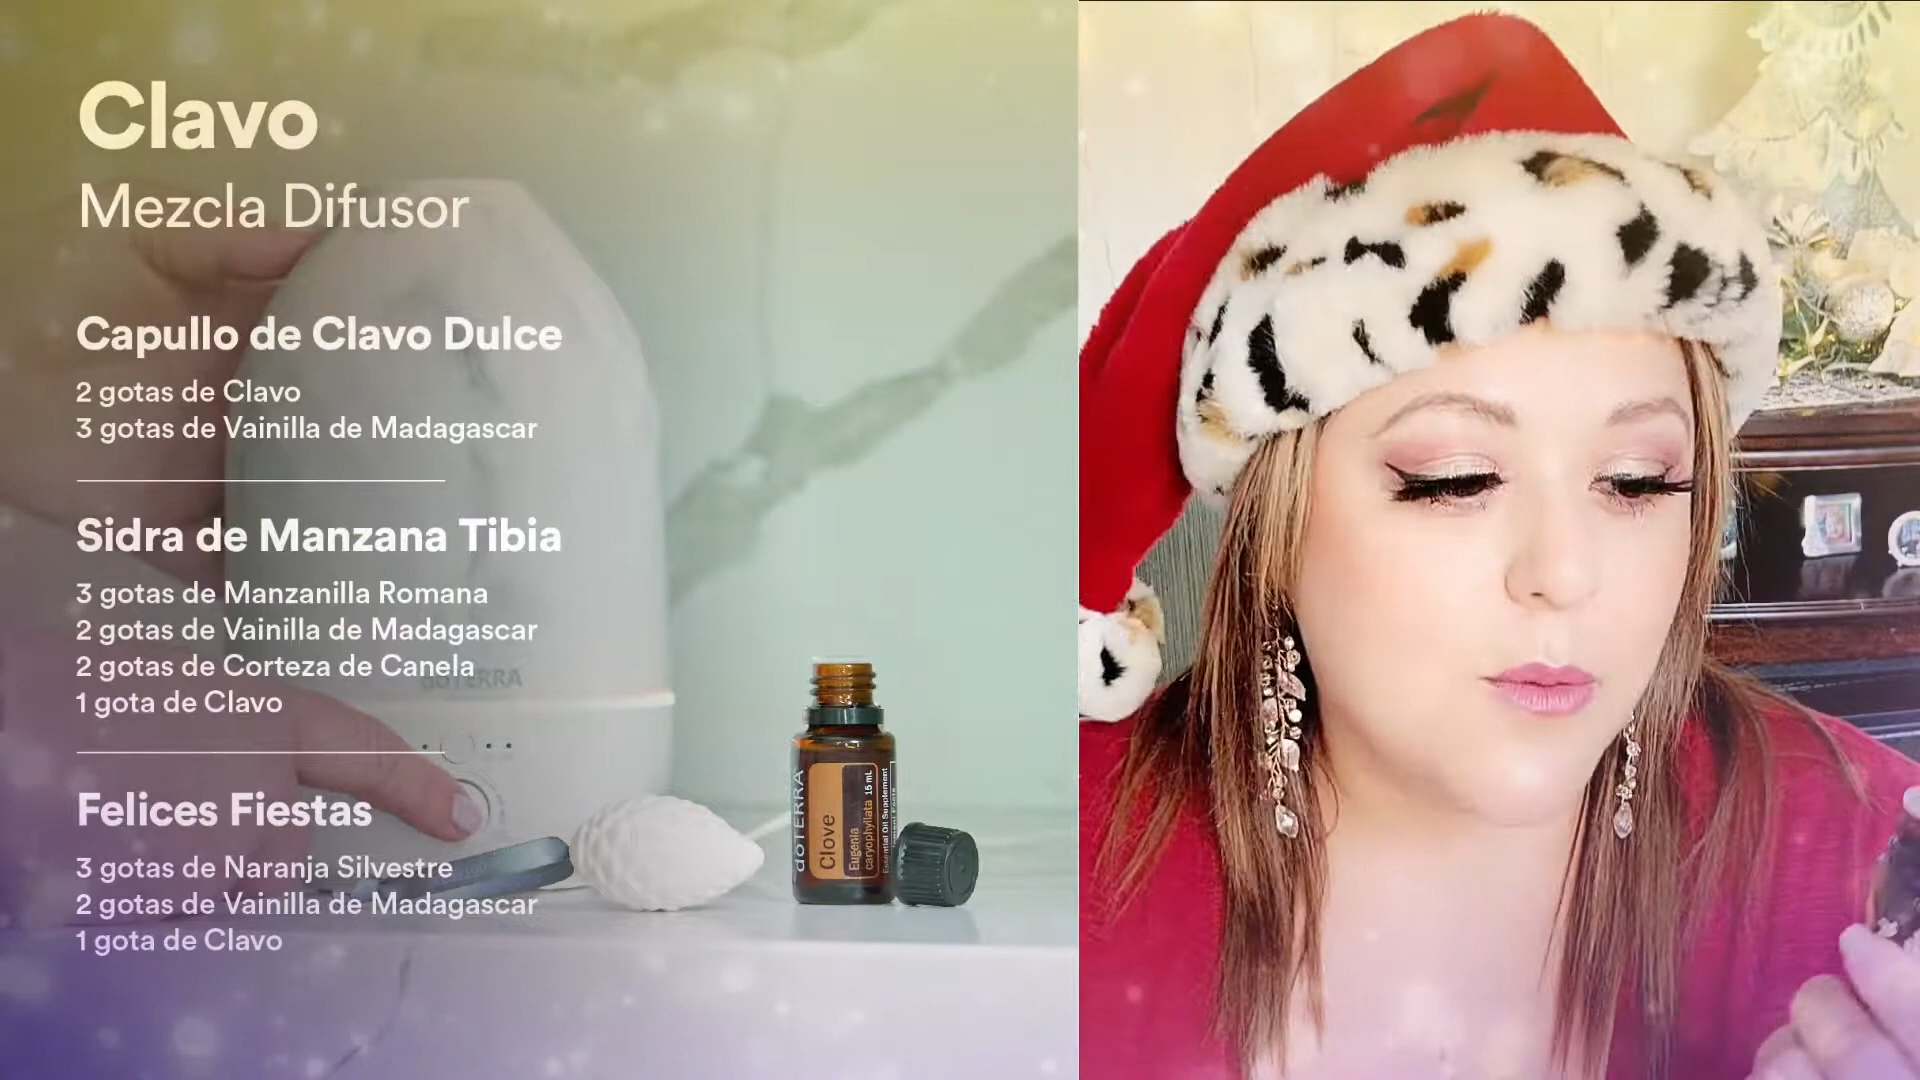 Clavo
Mezcla Difusor
Capullo de Clavo Dulce
2 gotas de Clavo
3 gotas de Vainilla de Madagascar
Sidra de Manzana Tibia
3 gotas de Manzanilla Romana
2 gotas de Vainilla de Madagascar
2 gotas de Corteza de Canela
1 gota de Clavo
Felices Fiestas
3 gotas de Naranja Silvestre
2 gotas de Vainilla de Madagascar
1 gota de Clavo
dōTERRA
dōTERRA
Clove
Eugenia
caryophyllata 15 mL
Essential Oil Supplement